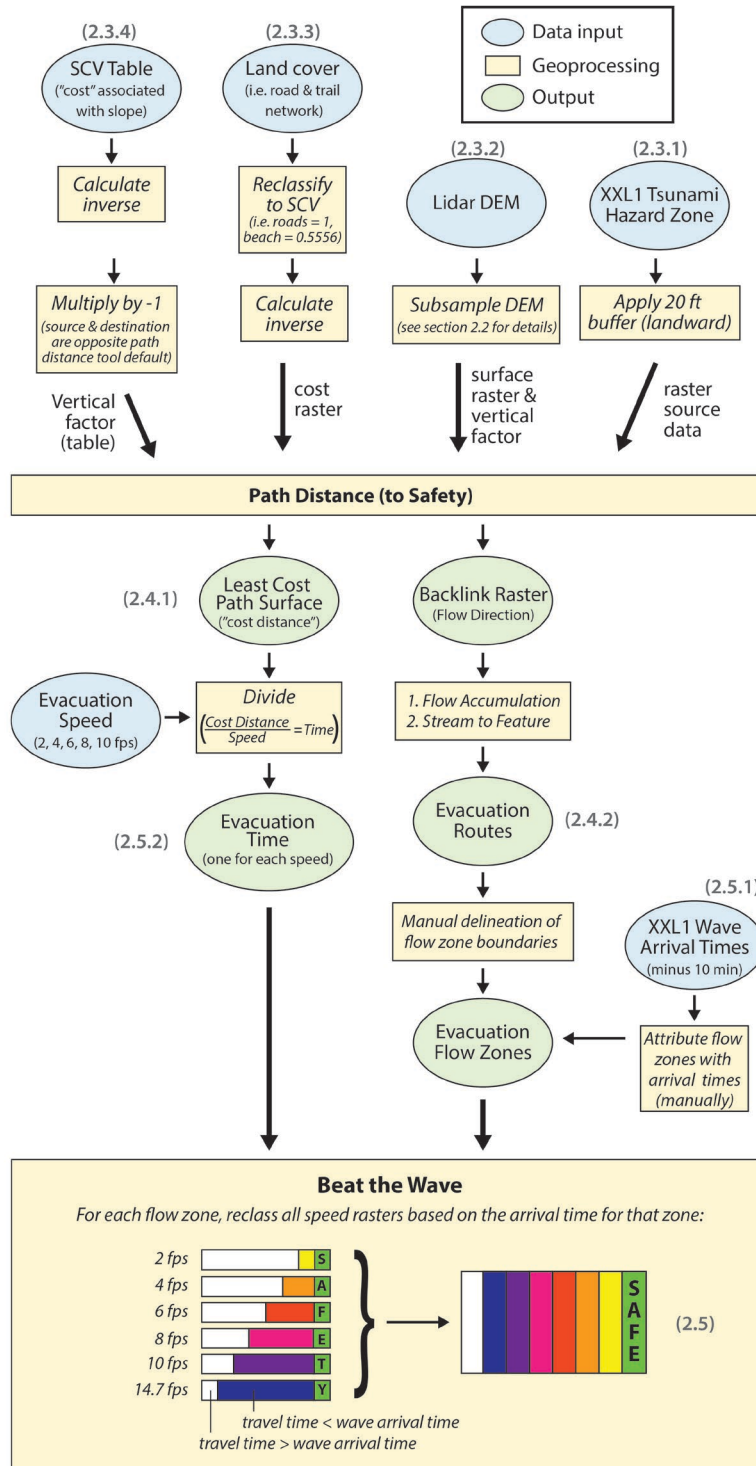 (2.3.4)
SCV Table
("cost" associated
with slope)
(2.3.3)
Land cover
(i.e. road & trail
network)
Data input
Geoprocessing
Output
Calculate
inverse
Reclassify
to SCV
(i.e. roads = 1,
beach = 0.5556)
(2.3.2)
Lidar DEM
(2.3.1)
XXL1 Tsunami
Hazard Zone
Multiply by -1
(source & destination
are opposite path
distance tool default)
Calculate
inverse
Subsample DEM
(see section 2.2 for details)
Apply 20 ft
buffer (landward)
Vertical
factor
(table)
cost
raster
surface
raster &
vertical
factor
raster
source
data
Path Distance (to Safety)
(2.4.1)
Least Cost
Path Surface
("cost distance")
Backlink Raster
(Flow Direction)
Evacuation
Speed
(2, 4, 6, 8, 10 fps)
Divide
(Cost Distance
Speed
=Time)
1. Flow Accumulation
2. Stream to Feature
(2.5.2)
Evacuation
Time
(one for each speed)
Evacuation
Routes
(2.4.2)
Manual delineation of
flow zone boundaries
(2.5.1)
XXL1 Wave
Arrival Times
(minus 10 min)
Evacuation
Flow Zones
Attribute flow
zones with
arrival times
(manually)
Beat the Wave
For each flow zone, reclass all speed rasters based on the arrival time for that zone:
2 fps S
4 fps A
6 fps F
8 fps E
10 fps T
14.7 fps Y
travel time < wave arrival time
travel time > wave arrival time
S
A
F
E
(2.5)